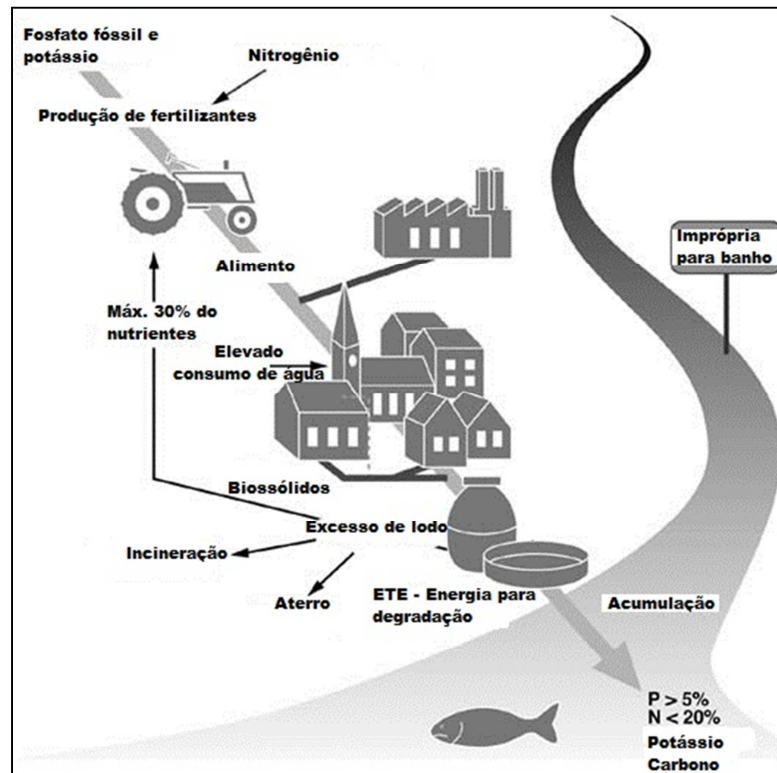 Fosfato fóssil e
potássio
Nitrogênio
Produção de fertilizantes
Imprópria
para banho
Alimento
Máx. 30% do
nutrientes
Elevado
consumo de água
Biossólidos
Excesso de lodo
Incineração
Aterro
ETE - Energia para
degradação
Acumulação
P > 5%
N < 20%
Potássio
Carbono